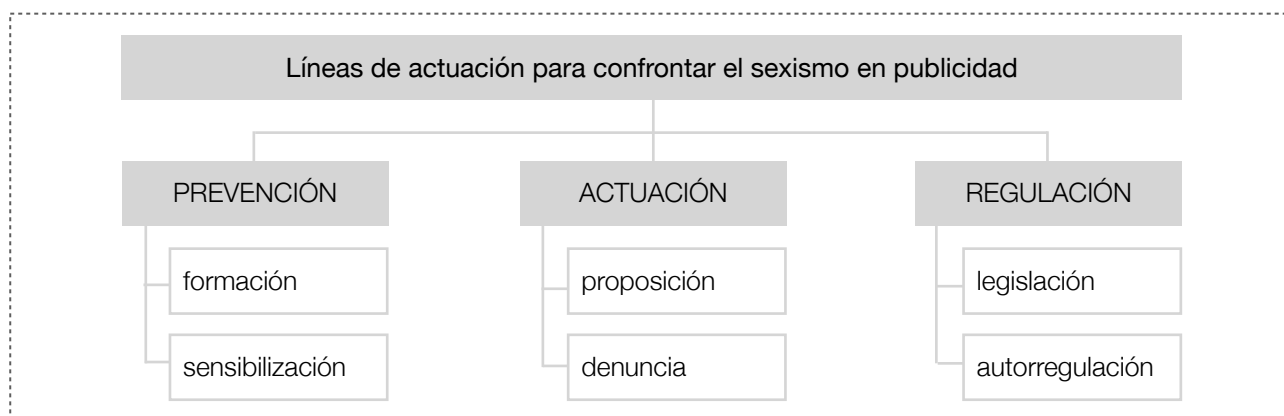 Líneas de actuación para confrontar el sexismo en publicidad
PREVENCIÓN
formación
sensibilización
ACTUACIÓN
proposición
denuncia
REGULACIÓN
legislación
autorregulación